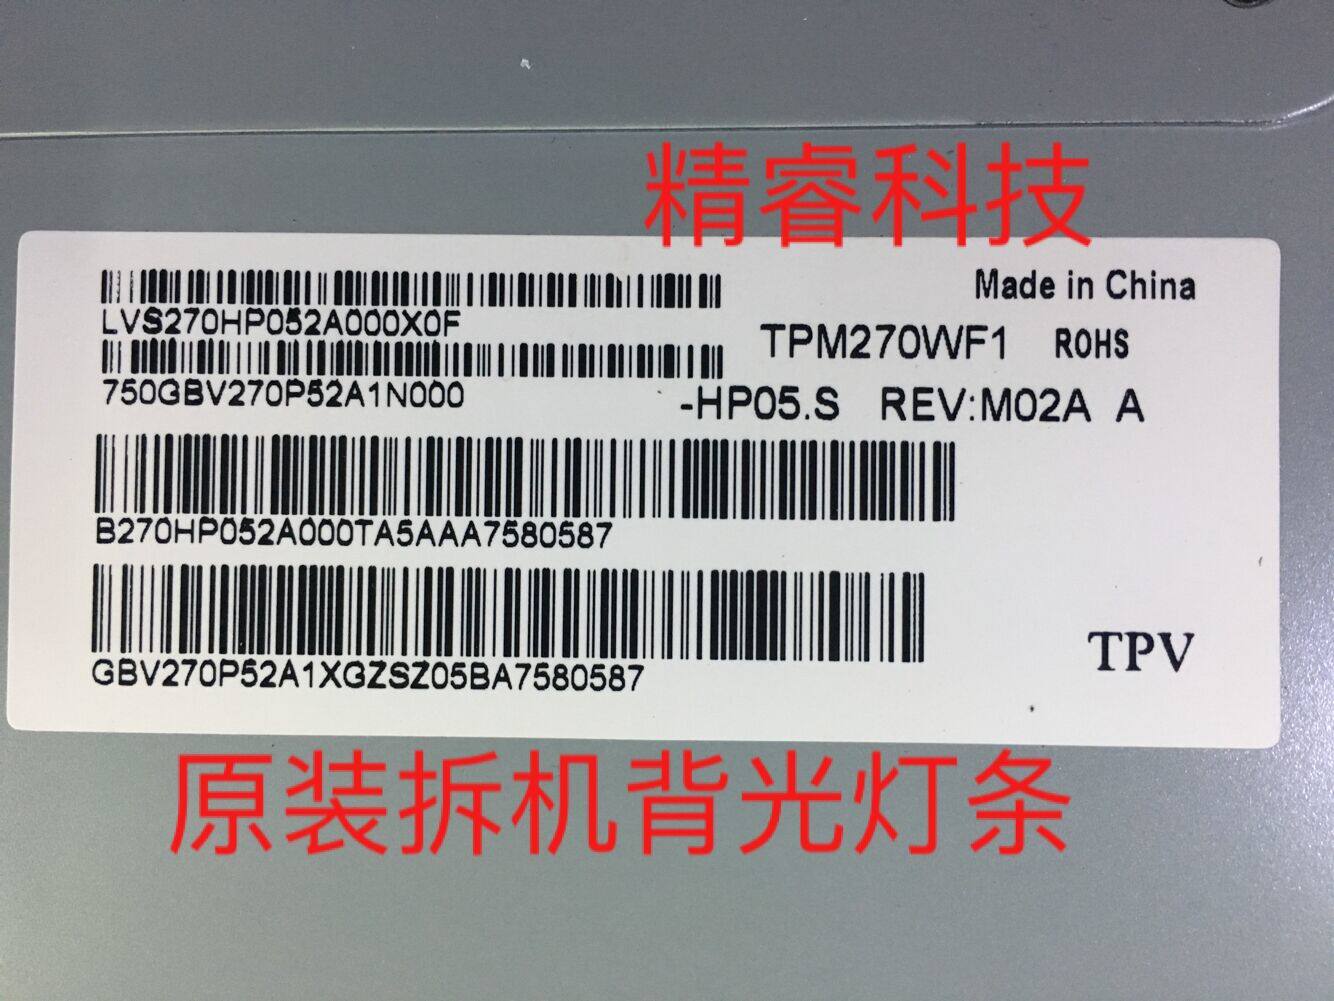 精睿科技
Made in China
LVS270HP052A000X0F
TPM270WF1 ROHS
750GBV270P52A1N000
-HP05.S REV:M02A A
B270HP052A000TA5AAA7580587
GBV270P52A1XGZSZ05BA7580587
TPV
原装拆机背光灯条